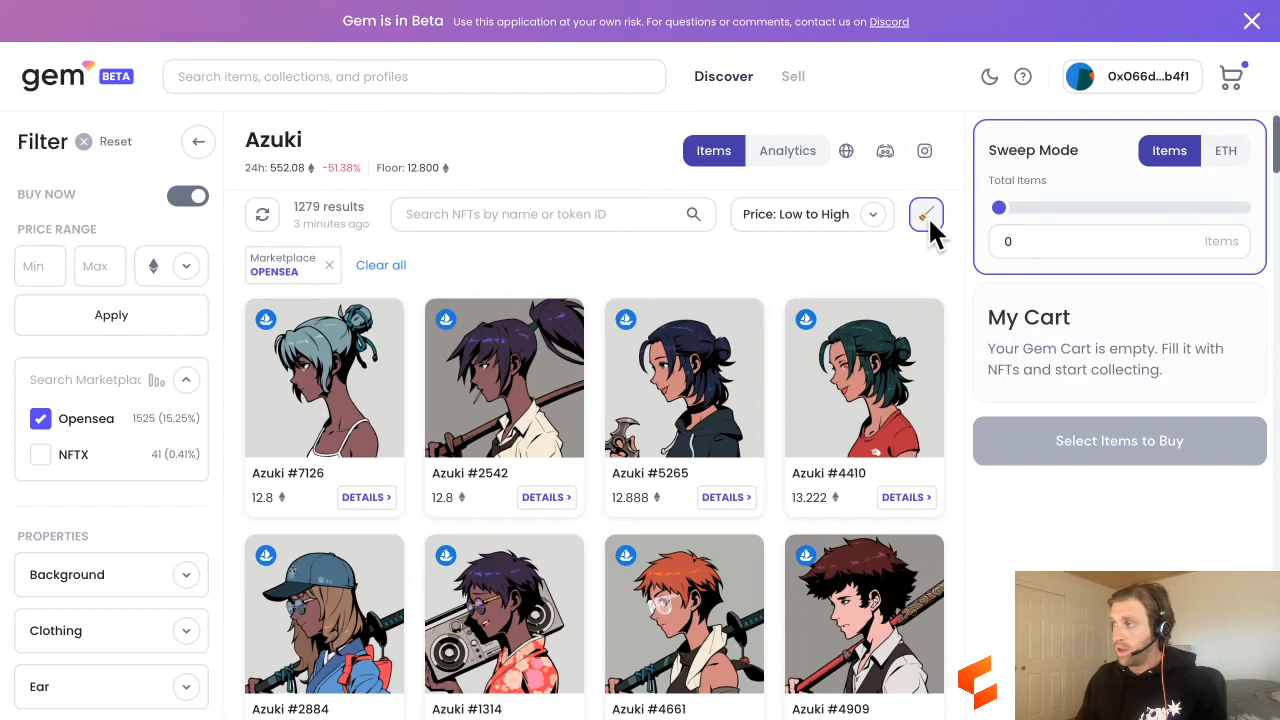 Gem is in Beta Use this application at your own risk. For questions or comments, contact us on Discord
gem BETA
Search items, collections, and profiles
Discover
Sell
0x066d...b4f1
Filter
Reset
BUY NOW
PRICE RANGE
Min
Max
Apply
Search Marketplac
Opensea 1525 (15.25%)
NFTX 41 (0.41%)
PROPERTIES
Background
Clothing
Ear
Azuki
24h: 552.08 -51.38% Floor: 12.800
Items
Analytics
1279 results
3 minutes ago
Search NFTs by name or token ID
Price: Low to High
Marketplace
OPENSEA
Clear all
Azuki #7126
12.8 DETAILS >
Azuki #2542
12.8 DETAILS >
Azuki #5265
12.888 DETAILS >
Azuki #4410
13.222 DETAILS >
Azuki #2884
Azuki #1314
Azuki #4661
Azuki #4909
Sweep Mode
Items
ETH
Total Items
0 Items
My Cart
Your Gem Cart is empty. Fill it with
NFTs and start collecting.
Select Items to Buy